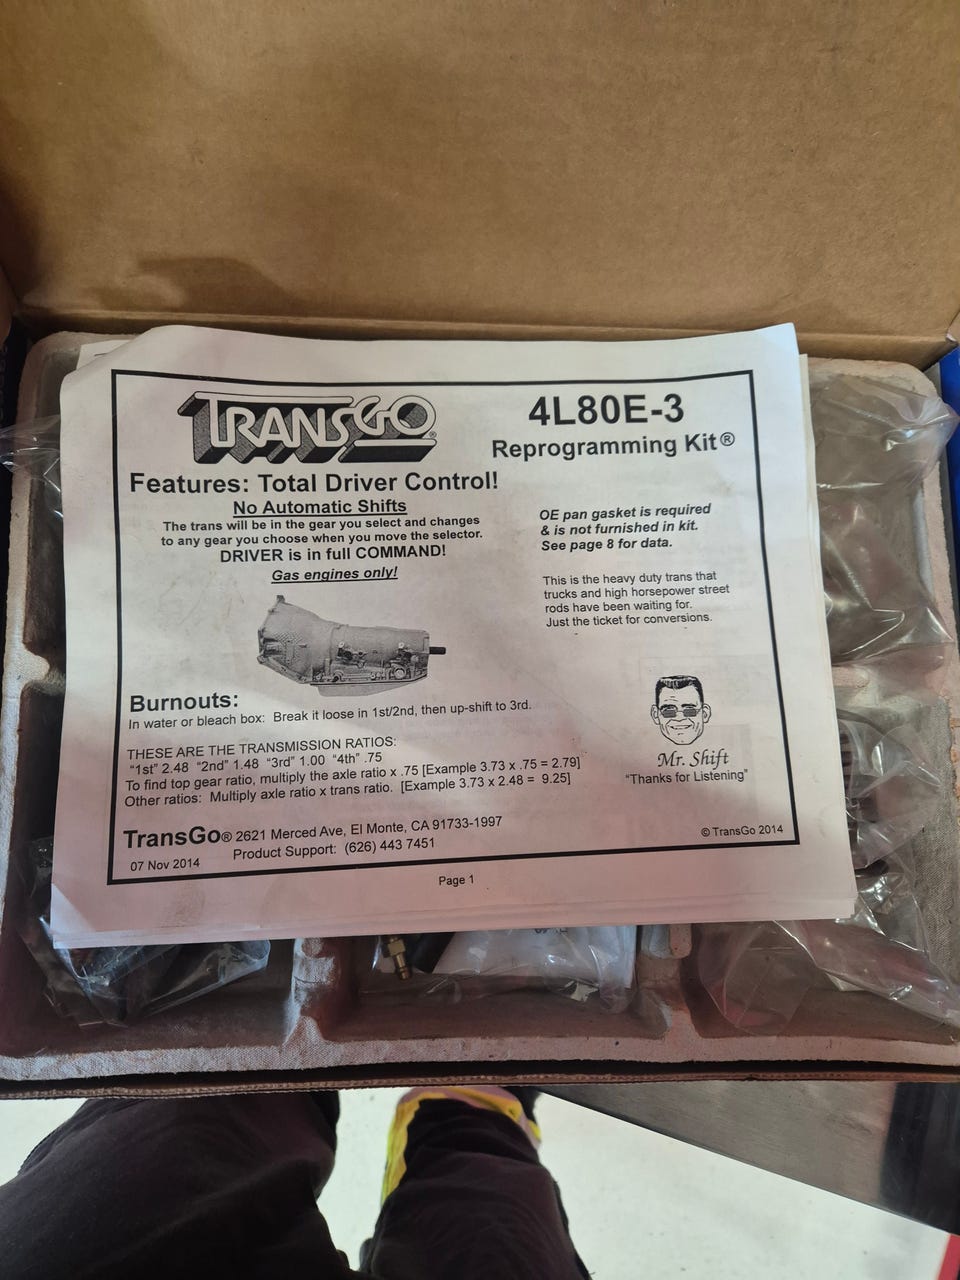 TRANSGO®
4L80E-3
Reprogramming Kit®
Features: Total Driver Control!
No Automatic Shifts
The trans will be in the gear you select and changes
to any gear you choose when you move the selector.
DRIVER is in full COMMAND!
Gas engines only!
OE pan gasket is required
& is not furnished in kit.
See page 8 for data.
This is the heavy duty trans that
trucks and high horsepower street
rods have been waiting for.
Just the ticket for conversions.
Burnouts:
In water or bleach box: Break it loose in 1st/2nd, then up-shift to 3rd.
THESE ARE THE TRANSMISSION RATIOS:
"1st" 2.48 "2nd" 1.48 "3rd" 1.00 "4th" .75
To find top gear ratio, multiply the axle ratio x .75 [Example 3.73 x .75 = 2.79]
Other ratios: Multiply axle ratio x trans ratio. [Example 3.73 x 2.48 = 9.25]
Mr. Shift
"Thanks for Listening"
TransGo® 2621 Merced Ave, El Monte, CA 91733-1997
Product Support: (626) 443 7451
07 Nov 2014
© TransGo 2014
Page 1